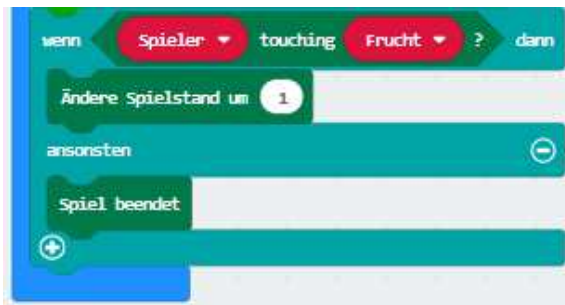 wenn Spieler touching Frucht ? dann
Ändere Spielstand um 1
ansonsten
Spiel beendet